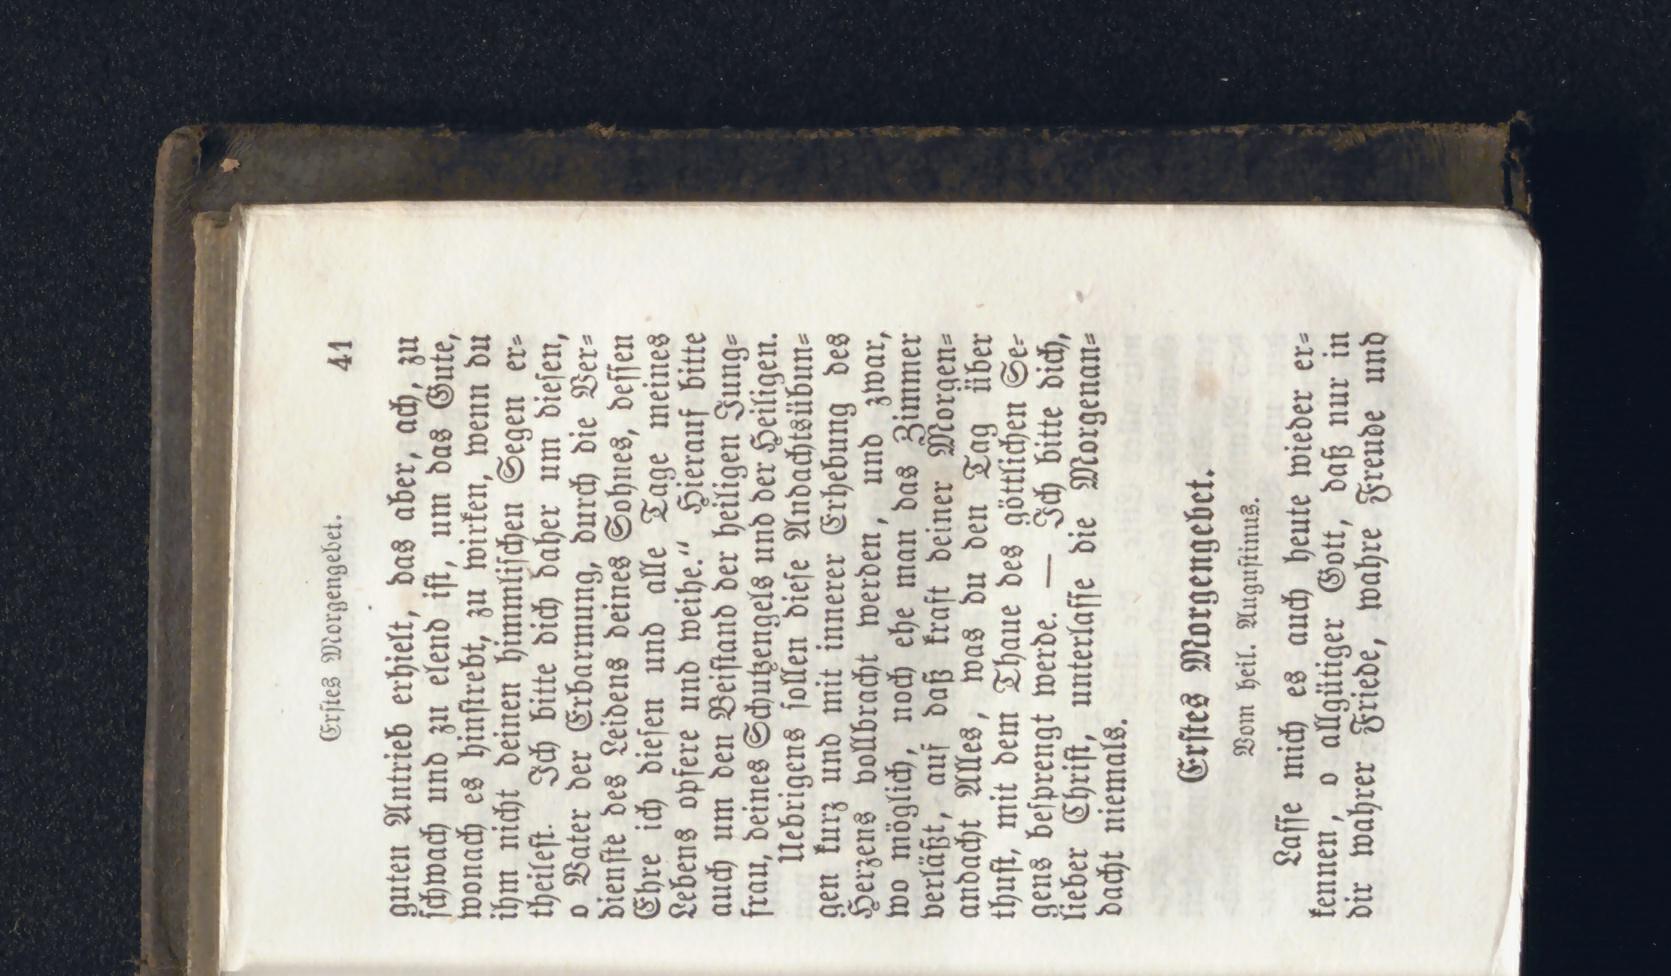 Erstes Morgengebet. 41
guten Antrieb erhielt, das aber, ach, zu
schwach und zu elend ist, um das Gute,
wonach es hinstrebt, zu wirken, wenn du
ihm nicht deinen himmlischen Segen er=
theilest. Ich bitte dich daher um diesen,
o Vater der Erbarmung, durch die Ver=
dienste des Leidens deines Sohnes, dessen
Ehre ich diesen und alle Tage meines
Lebens opfere und weihe.“ Hierauf bitte
auch um den Beistand der heiligen Jung=
frau, deines Schutzengels und der Heiligen.
Uebrigens sollen diese Andachtsübun=
gen kurz und mit innerer Erhebung des
Herzens vollbracht werden, und zwar,
wo möglich, noch ehe man das Zimmer
verläßt, auf daß kraft deiner Morgen=
andacht Alles, was du den Tag über
thust, mit dem Thaue des göttlichen Se=
gens besprengt werde. — Ich bitte dich,
lieber Christ, unterlasse die Morgenan=
dacht niemals.
Erstes Morgengebet.
Vom heil. Augustinus.
Lasse mich es auch heute wieder er=
kennen, o allgütiger Gott, daß nur in
dir wahrer Friede, wahre Freude und